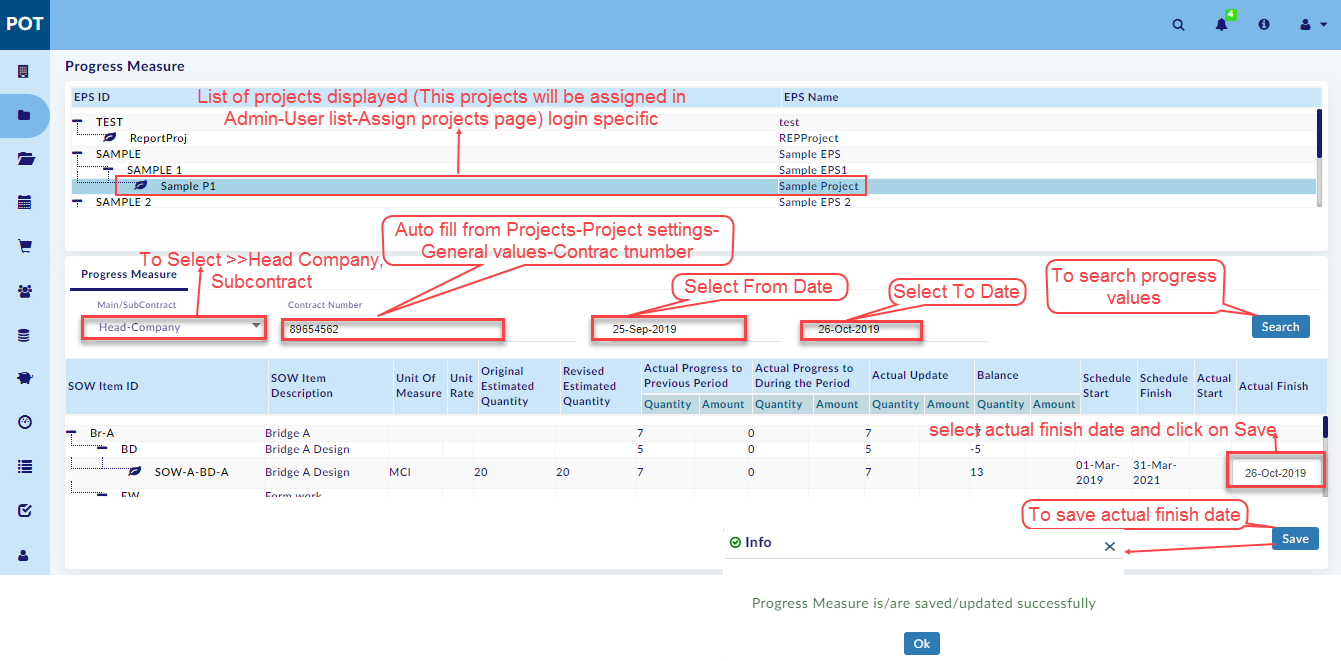 POT
4
Progress Measure
EPS ID
EPS Name
List of projects displayed (This projects will be assigned in
Admin-User list-Assign projects page) login specific
TEST
test
ReportProj
REPProject
SAMPLE
Sample EPS
SAMPLE 1
Sample EPS1
Sample P1
Sample Project
SAMPLE 2
Sample EPS 2
Auto fill from Projects-Project settings-
General values-Contrac tnumber
To Select >>Head Company,
Subcontract
Select From Date
Select To Date
To search progress
values
Progress Measure
Main/SubContract
Contract Number
Head-Company
89654562
25-Sep-2019
26-Oct-2019
Search
SOW Item ID
SOW Item
Description
Unit Of
Measure
Unit
Rate
Original
Estimated
Quantity
Revised
Estimated
Quantity
Actual Progress to
Previous Period
Actual Progress to
During the Period
Actual Update
Balance
Quantity Amount Quantity Amount Quantity Amount Quantity Amount
Schedule
Start
Schedule
Finish
Actual
Start
Actual Finish
Br-A Bridge A 7 0 7
select actual finish date and click on Save
BD Bridge A Design 5 0 5 -5
SOW-A-BD-A Bridge A Design MCI 20 20 7 0 7 13
01-Mar-
2019
31-Mar-
2021
26-Oct-2019
FW Form work
To save actual finish date
Save
Info
Progress Measure is/are saved/updated successfully
Ok